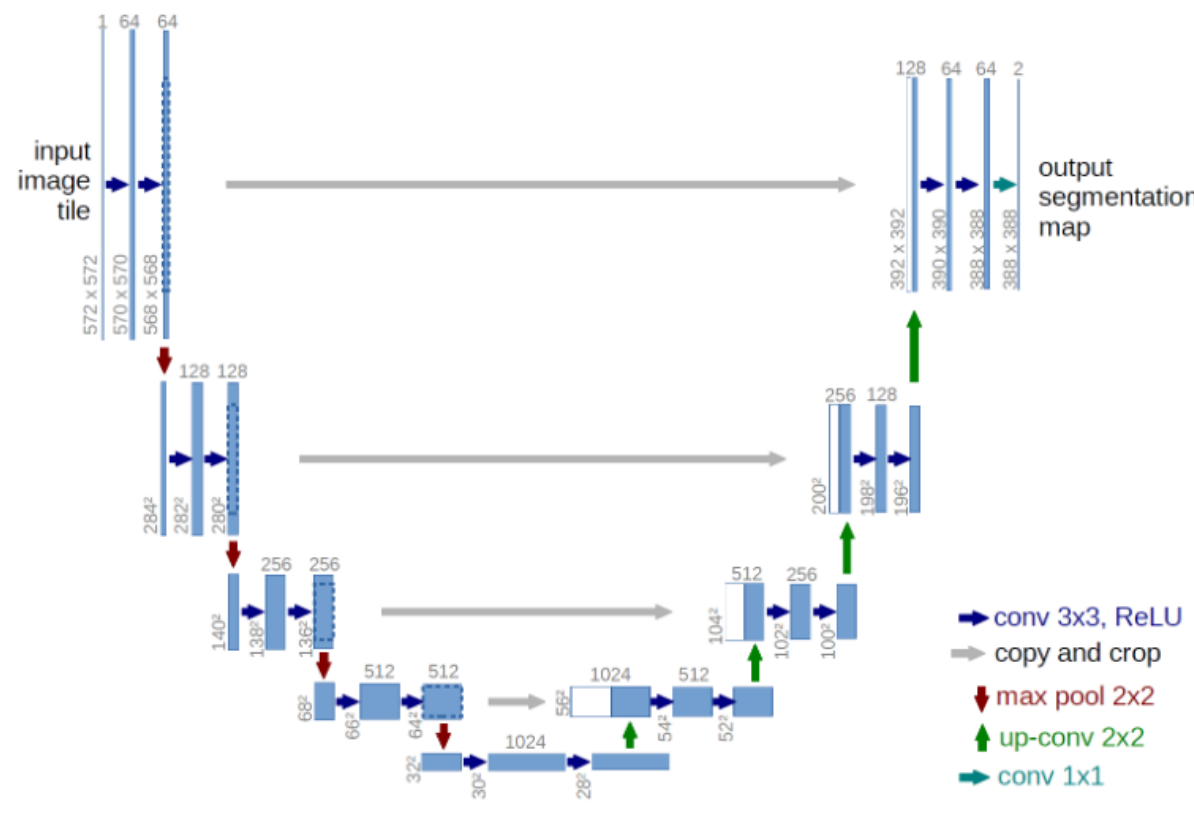 1 64 64
128 64 64 2
input
image
tile
output
segmentation
map
572 x 572
570 x 570
568 x 568
392 x 392
390 x 390
388 x 388
388 x 388
128 128
256 128
284²
282²
280²
200²
198²
196²
256 256
512 256
140²
138²
136²
104²
102²
100²
512 512
1024 512
68²
66²
64²
56²
54²
52²
1024
32²
30²
28²
conv 3x3, ReLU
copy and crop
max pool 2x2
up-conv 2x2
conv 1x1